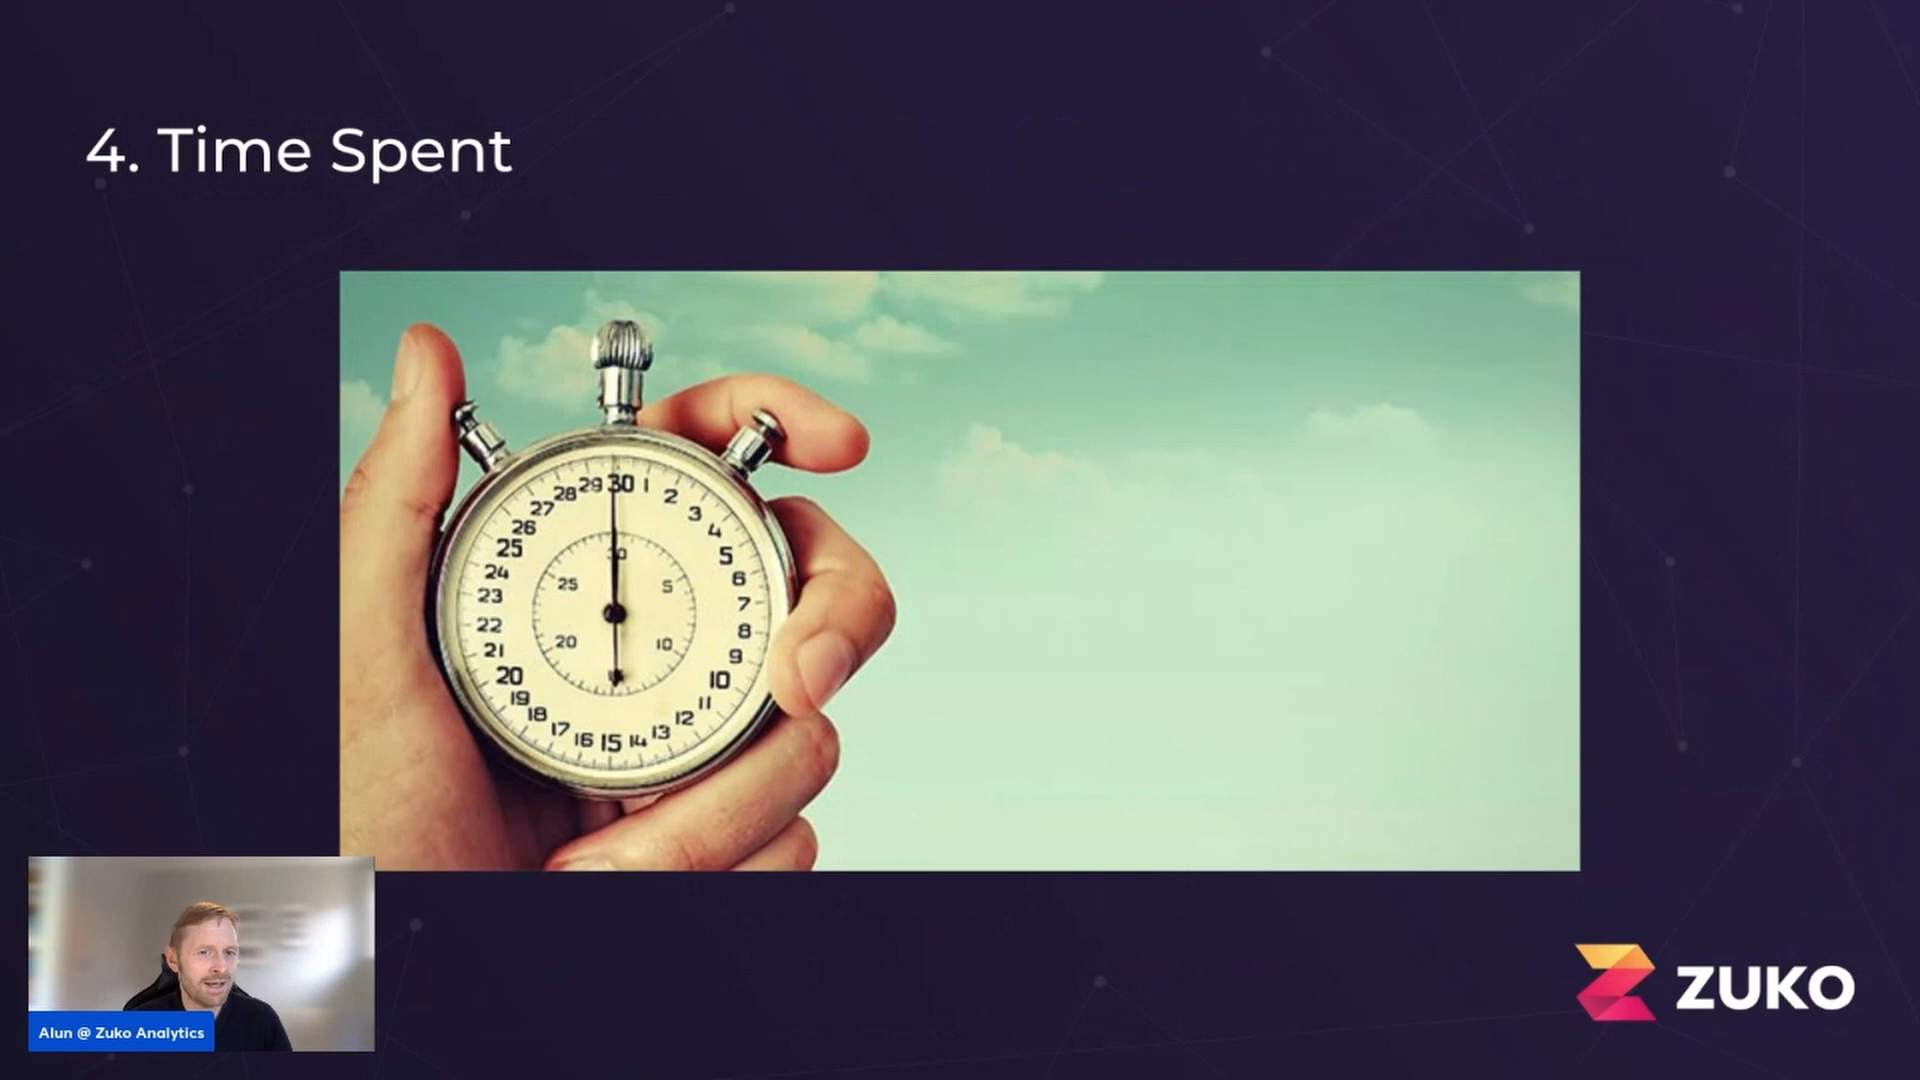 4. Time Spent
29 30 1
28 2
27 3
26 4
25 5
24 6
23 7
22 8
21 9
20 10
19 11
18 12
17 16 15 14 13
30
25 5
20 10
Alun @ Zuko Analytics
ZUKO